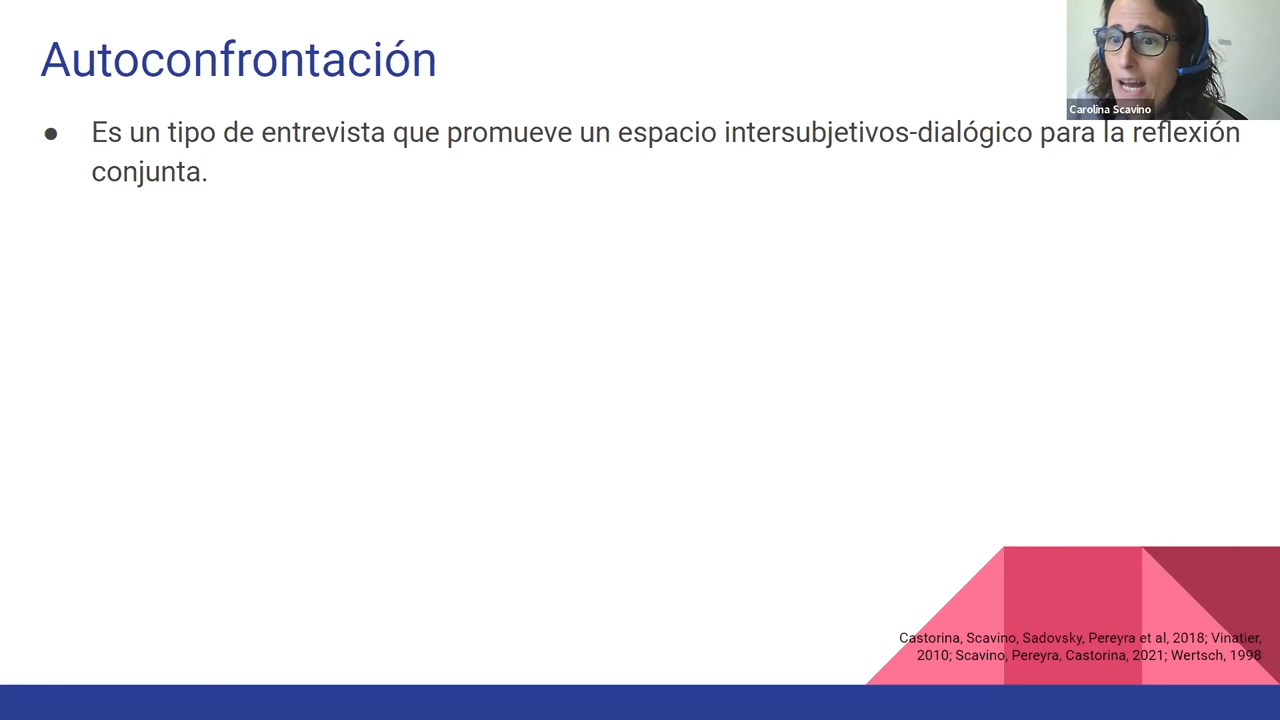 Autoconfrontación
Carolina Scavino
● Es un tipo de entrevista que promueve un espacio intersubjetivos-dialógico para la reflexión
conjunta.
Castorina, Scavino, Sadovsky, Pereyra et al, 2018; Vinatier,
2010; Scavino, Pereyra, Castorina, 2021; Wertsch, 1998